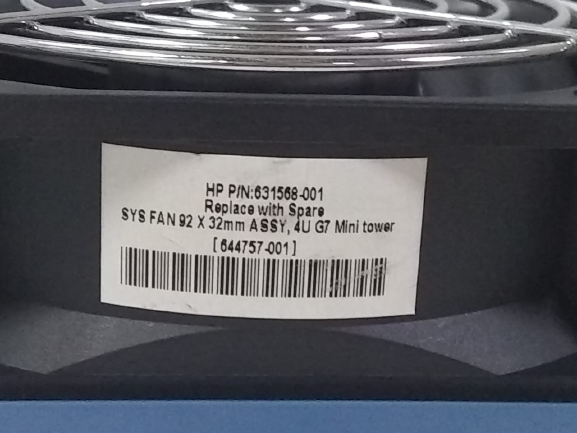 HP P/N:631568-001
Replace with Spare
SYS FAN 92 X 32mm ASSY, 4U G7 Mini tower
[644757-001]